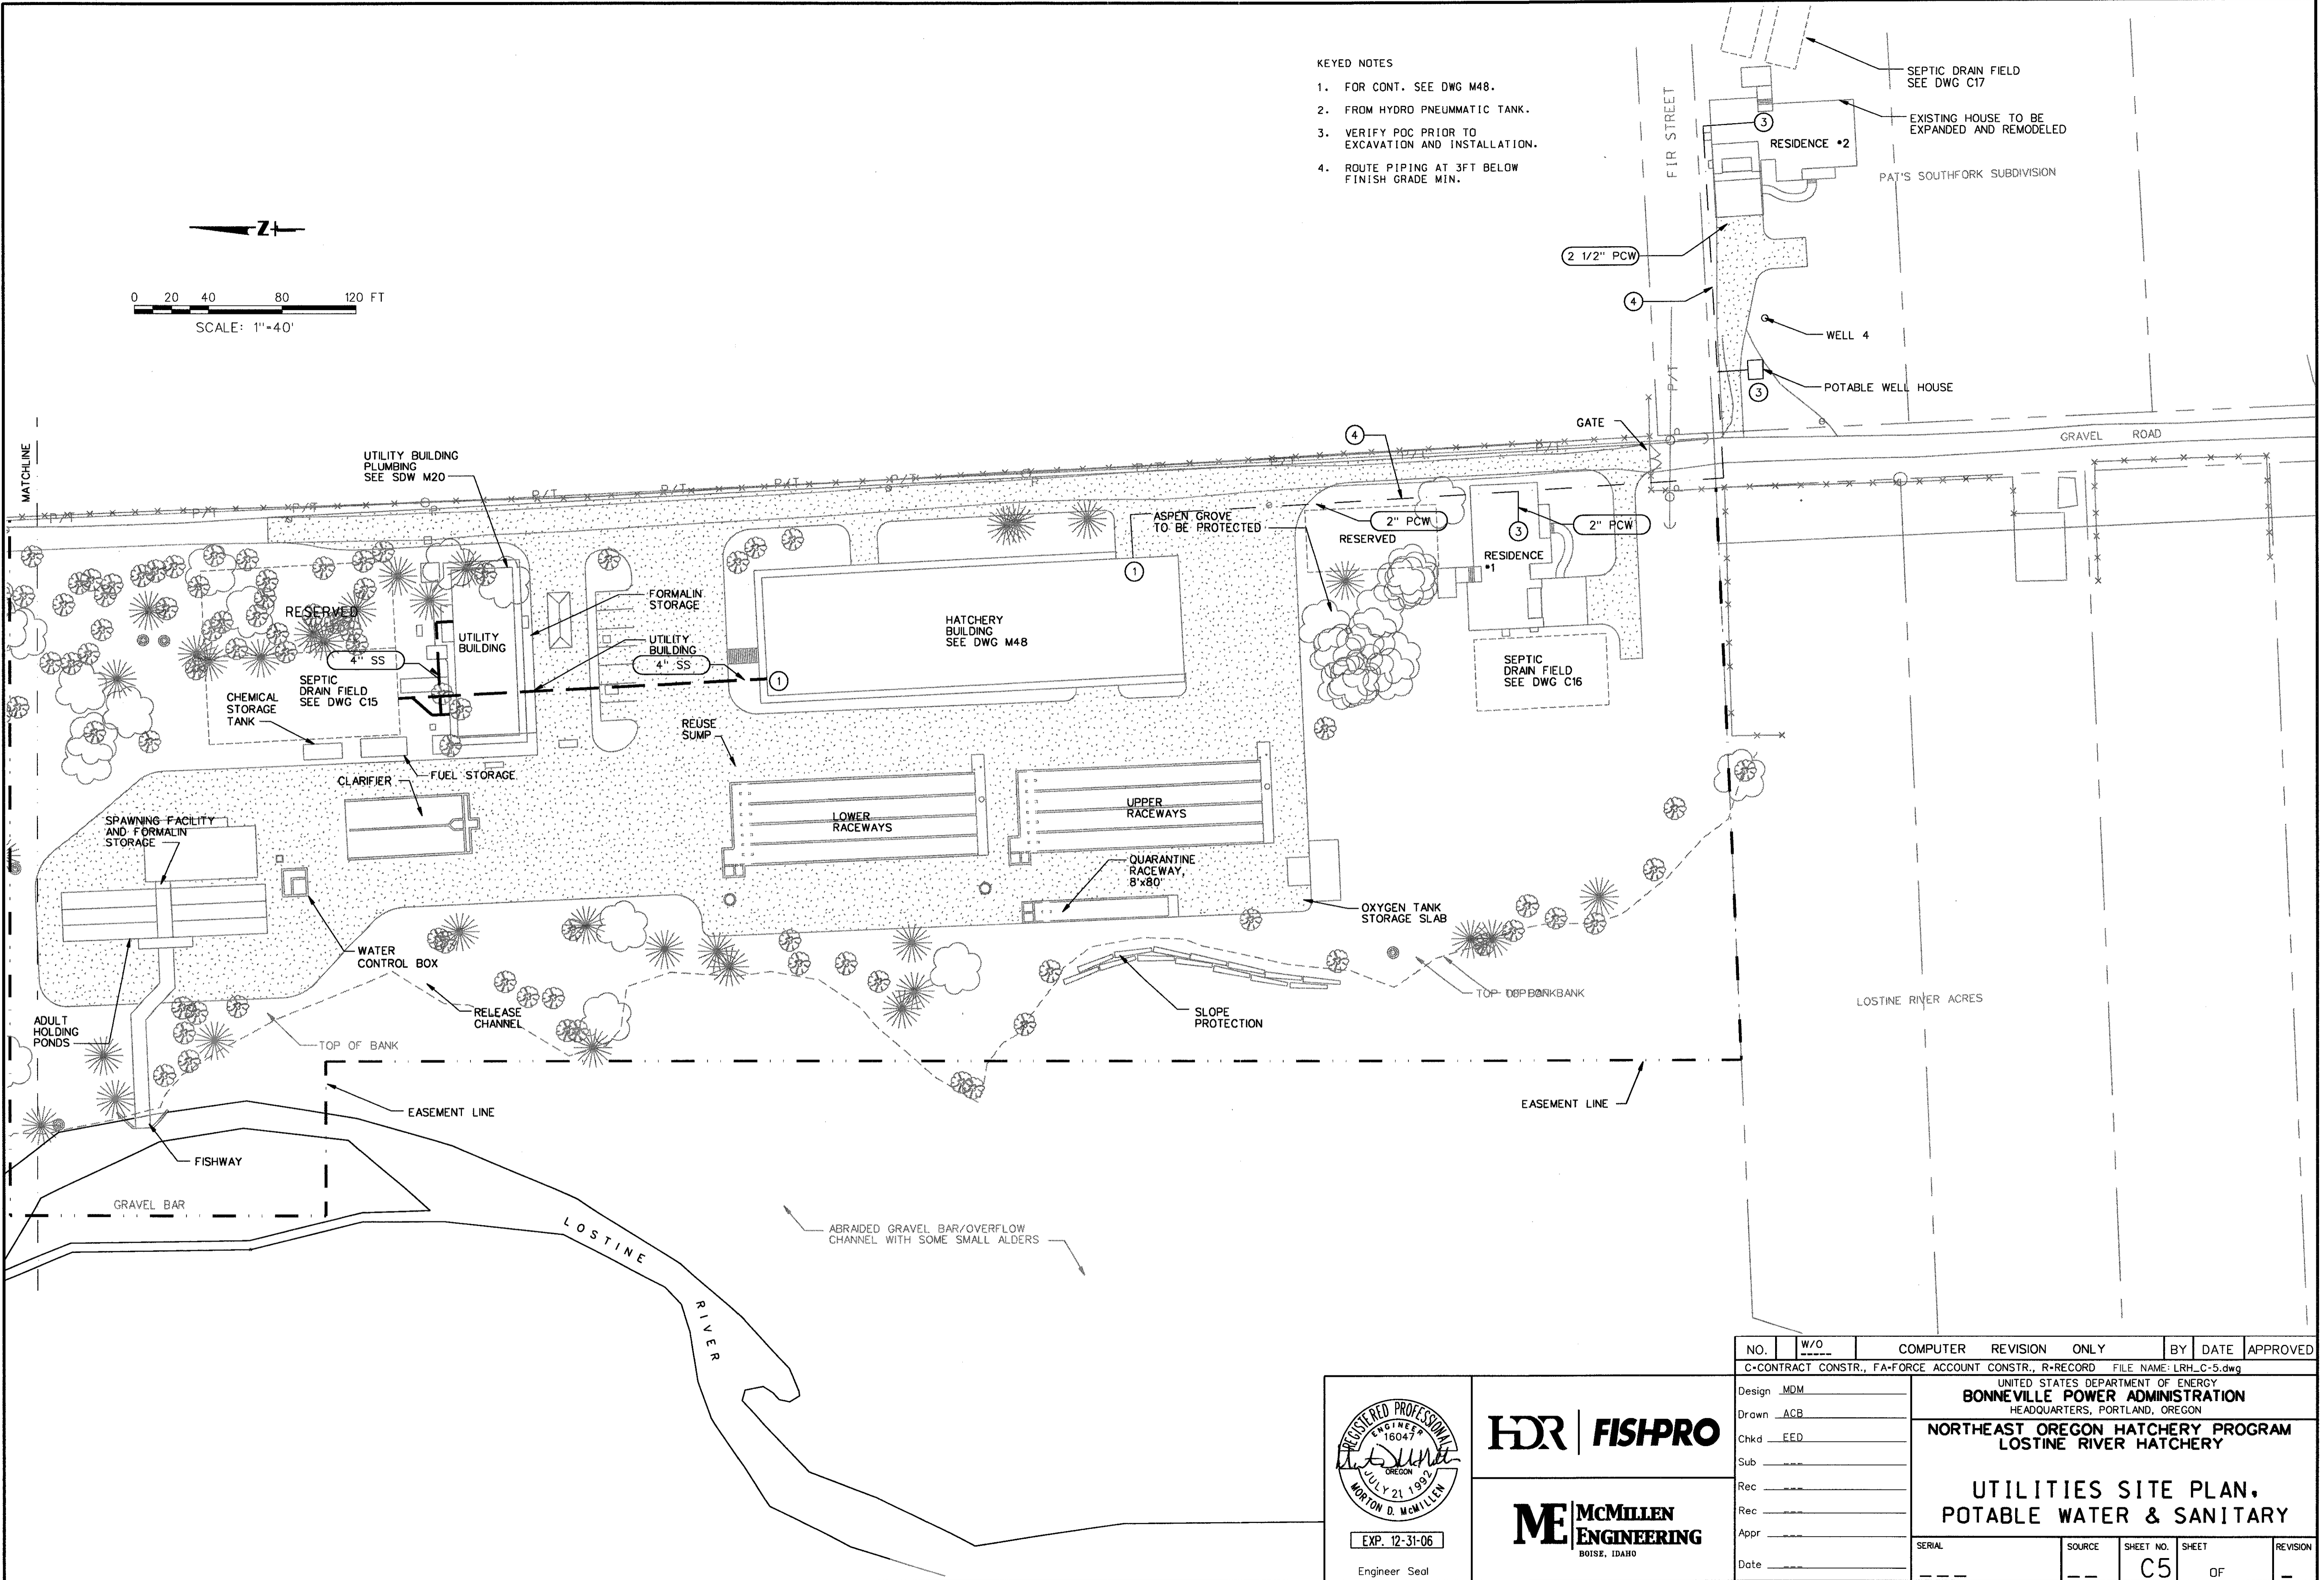 KEYED NOTES
1. FOR CONT. SEE DWG M48.
2. FROM HYDRO PNEUMMATIC TANK.
3. VERIFY POC PRIOR TO
EXCAVATION AND INSTALLATION.
4. ROUTE PIPING AT 3FT BELOW
FINISH GRADE MIN.
FIR STREET
SEPTIC DRAIN FIELD
SEE DWG C17
EXISTING HOUSE TO BE
EXPANDED AND REMODELED
3
RESIDENCE #2
PAT'S SOUTHFORK SUBDIVISION
2 1/2" PCW
4
WELL 4
POTABLE WELL HOUSE
3
P/T
GATE
GRAVEL ROAD
Z
0 20 40 80 120 FT
SCALE: 1"=40'
MATCHLINE
UTILITY BUILDING
PLUMBING
SEE SDW M20
P/T P/T P/T P/T P/T P/T P/T P/T P/T P/T P/T
4
ASPEN GROVE
TO BE PROTECTED
2" PCW
RESERVED
3
2" PCW
RESIDENCE
#1
1
RESERVED
FORMALIN
STORAGE
UTILITY
BUILDING
UTILITY
BUILDING
HATCHERY
BUILDING
SEE DWG M48
4" SS
4" SS
1
SEPTIC
DRAIN FIELD
SEE DWG C15
CHEMICAL
STORAGE
TANK
SEPTIC
DRAIN FIELD
SEE DWG C16
REUSE
SUMP
FUEL STORAGE
CLARIFIER
LOWER
RACEWAYS
UPPER
RACEWAYS
SPAWNING FACILITY
AND FORMALIN
STORAGE
QUARANTINE
RACEWAY,
8'x80'
OXYGEN TANK
STORAGE SLAB
WATER
CONTROL BOX
RELEASE
CHANNEL
ADULT
HOLDING
PONDS
TOP OF BANK
SLOPE
PROTECTION
LOSTINE RIVER ACRES
EASEMENT LINE
EASEMENT LINE
FISHWAY
GRAVEL BAR
LOSTINE
RIVER
ABRAIDED GRAVEL BAR/OVERFLOW
CHANNEL WITH SOME SMALL ALDERS
REGISTERED PROFESSIONAL
ENGINEER
16047
OREGON
JULY 21 1992
MORTON D. McMILLEN
EXP. 12-31-06
Engineer Seal
HDR FISHPRO
ME McMILLEN
ENGINEERING
BOISE, IDAHO
NO. W/O COMPUTER REVISION ONLY BY DATE APPROVED
C=CONTRACT CONSTR., FA=FORCE ACCOUNT CONSTR., R=RECORD FILE NAME: LRH_C-5.dwg
Design MDM
Drawn ACB
Chkd EED
Sub ---
Rec ---
Rec ---
Appr ---
Date ---
UNITED STATES DEPARTMENT OF ENERGY
BONNEVILLE POWER ADMINISTRATION
HEADQUARTERS, PORTLAND, OREGON
NORTHEAST OREGON HATCHERY PROGRAM
LOSTINE RIVER HATCHERY
UTILITIES SITE PLAN,
POTABLE WATER & SANITARY
SERIAL SOURCE SHEET NO. SHEET REVISION
--- -- C5 OF -